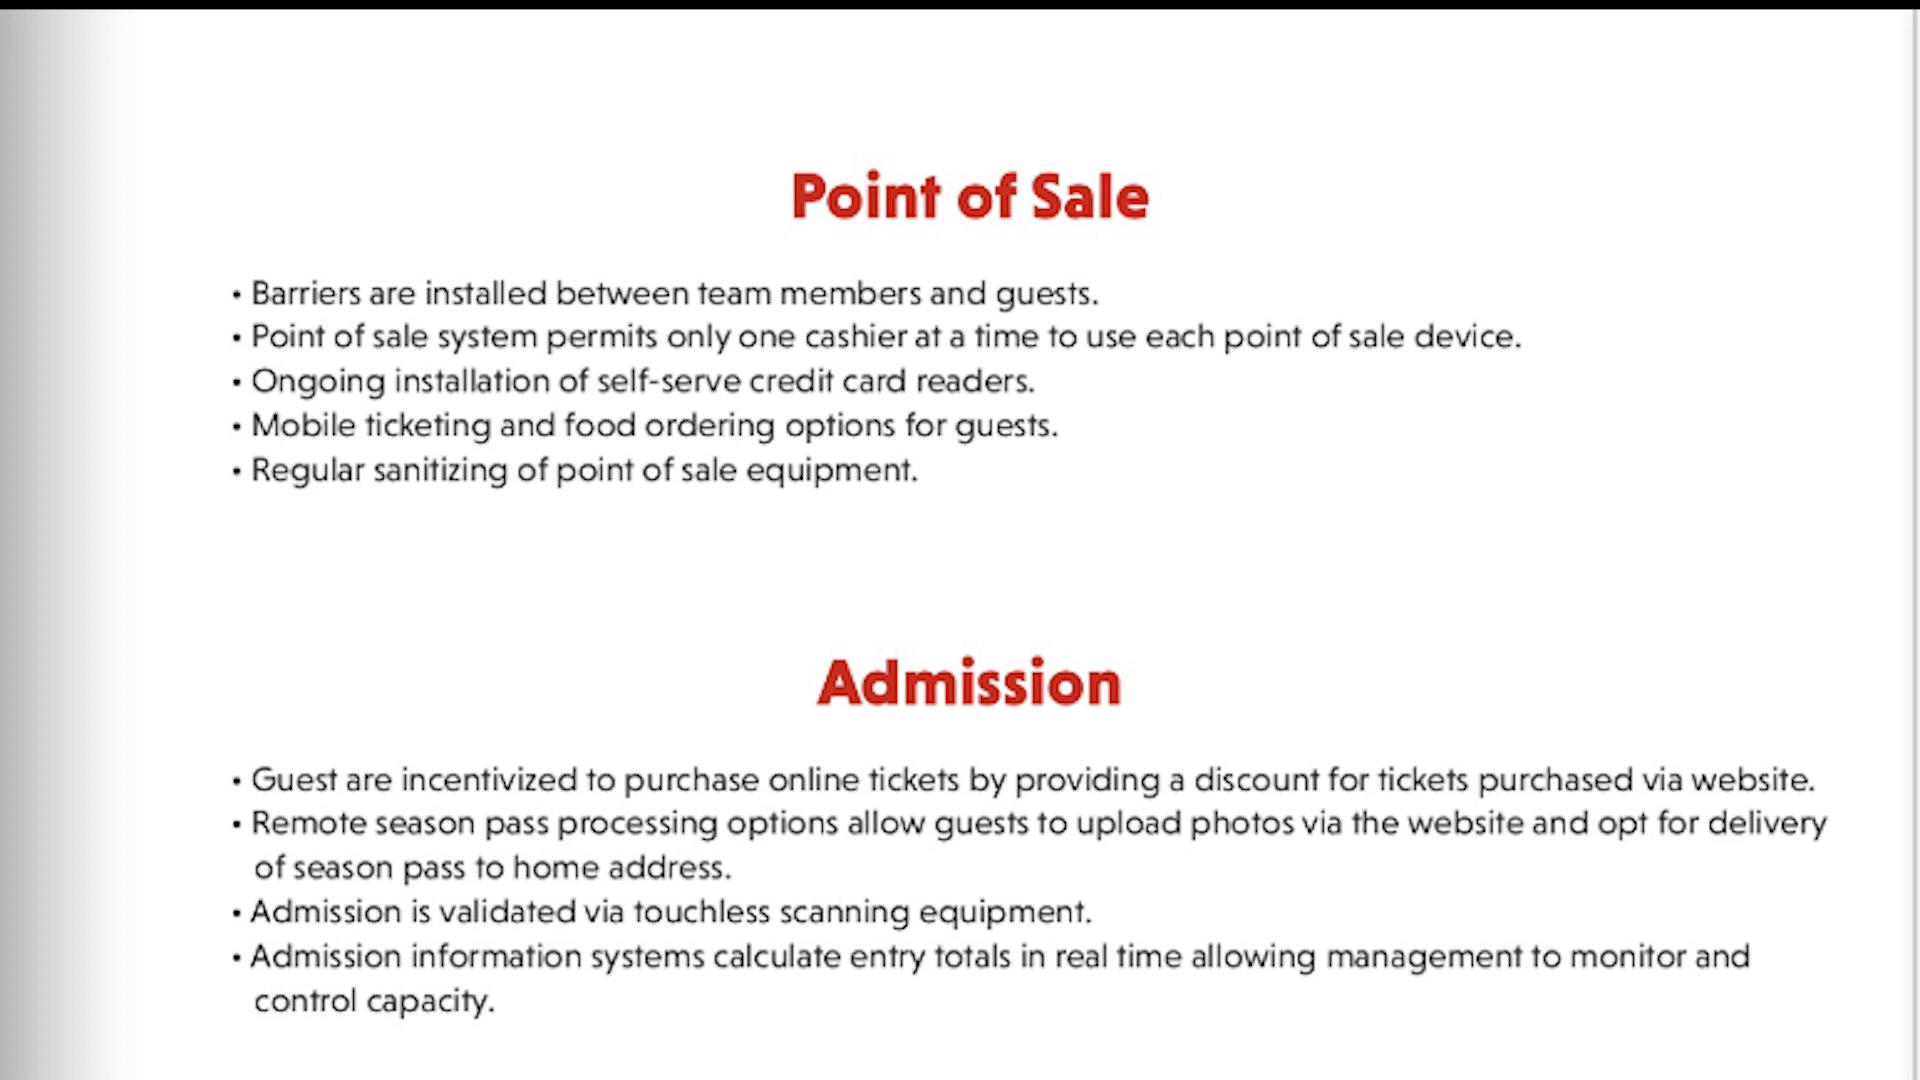 Point of Sale
• Barriers are installed between team members and guests.
• Point of sale system permits only one cashier at a time to use each point of sale device.
• Ongoing installation of self-serve credit card readers.
• Mobile ticketing and food ordering options for guests.
• Regular sanitizing of point of sale equipment.
Admission
• Guest are incentivized to purchase online tickets by providing a discount for tickets purchased via website.
• Remote season pass processing options allow guests to upload photos via the website and opt for delivery
of season pass to home address.
• Admission is validated via touchless scanning equipment.
• Admission information systems calculate entry totals in real time allowing management to monitor and
control capacity.